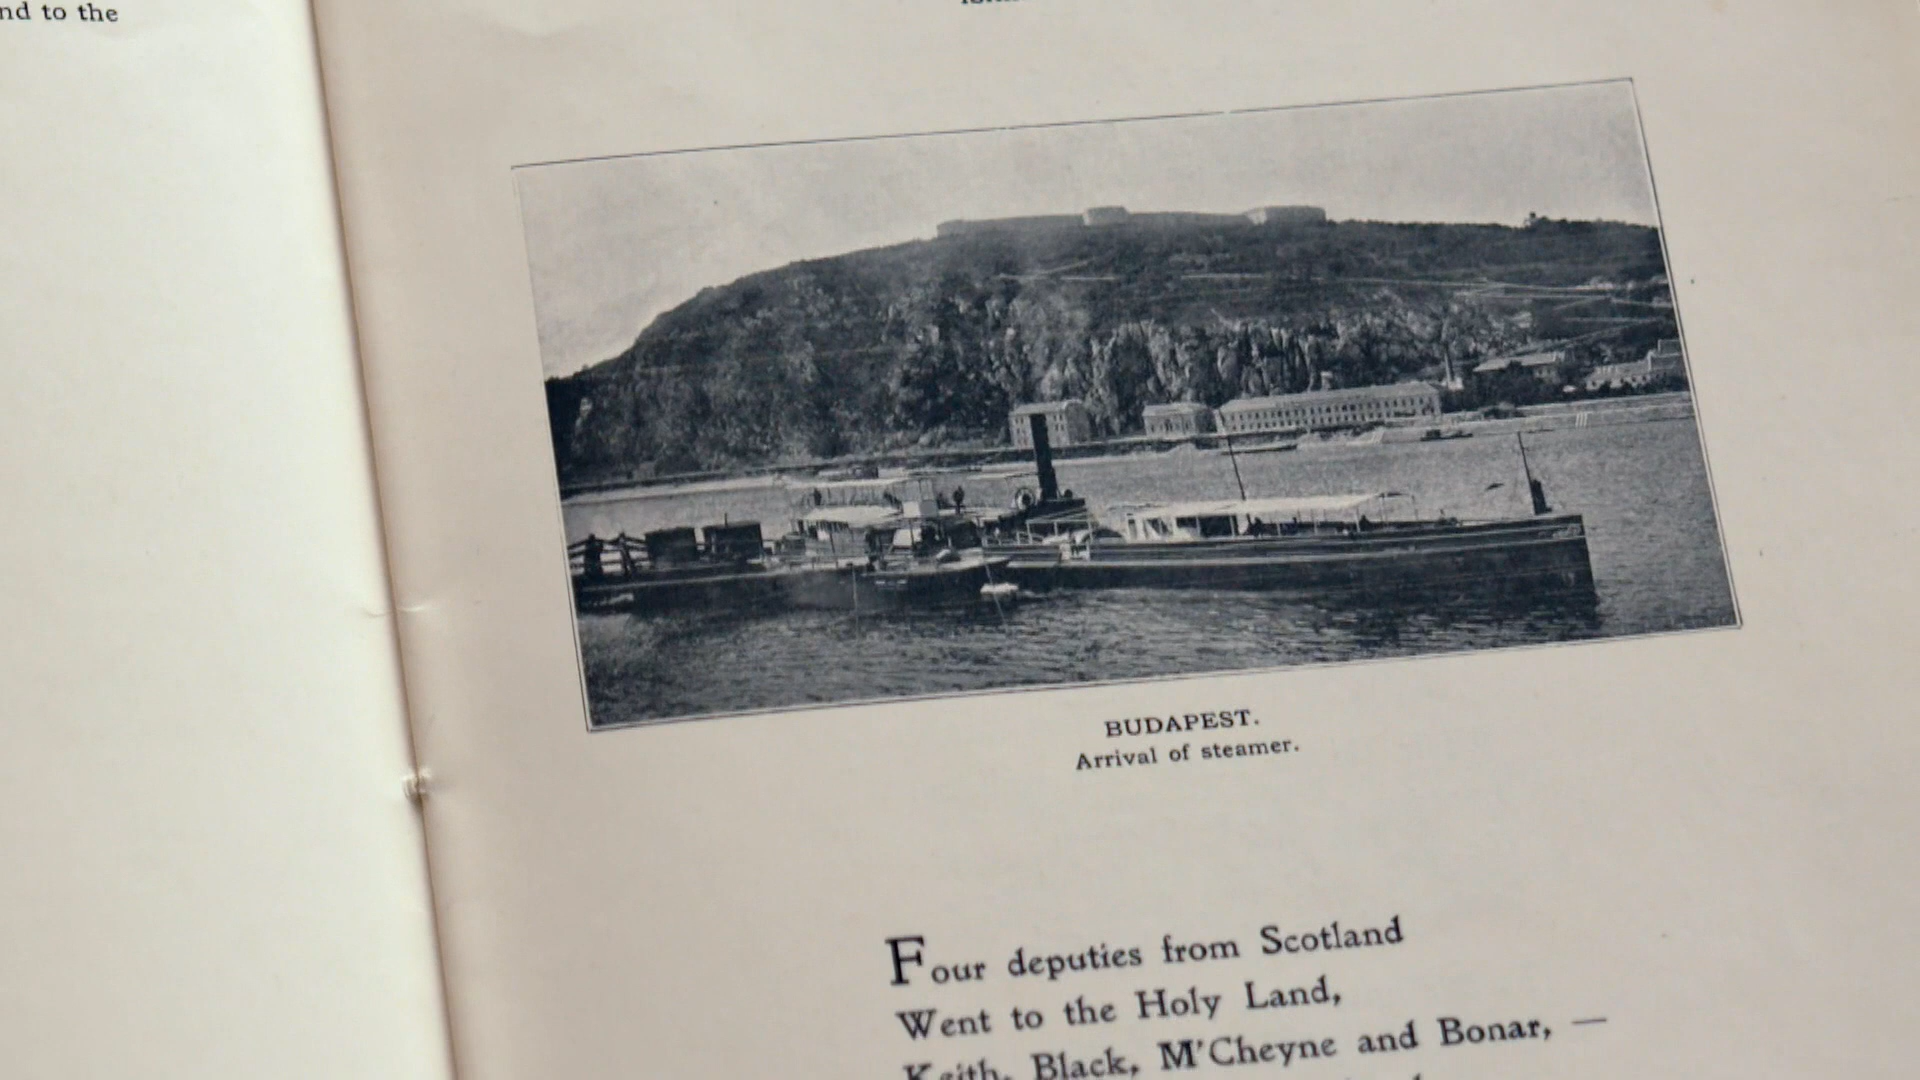 nd to the
BUDAPEST.
Arrival of steamer.
Four deputies from Scotland
Went to the Holy Land,
Keith, Black, M'Cheyne and Bonar, —